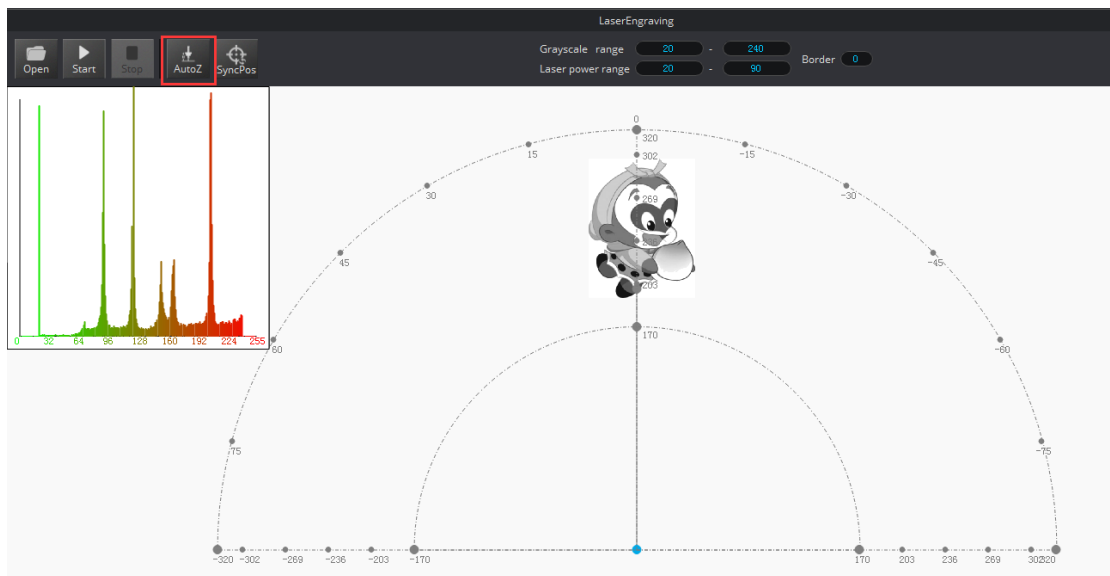 LaserEngraving
Open Start Stop AutoZ SyncPos
Grayscale range 20 - 240
Laser power range 20 - 90
Border 0
0 32 64 96 128 160 192 224 255
0
320
302
15 -15
30 -30
269
45 -45
203
170
60 -60
75 -75
-320 -302 -269 -236 -203 -170 170 203 236 269 302 320